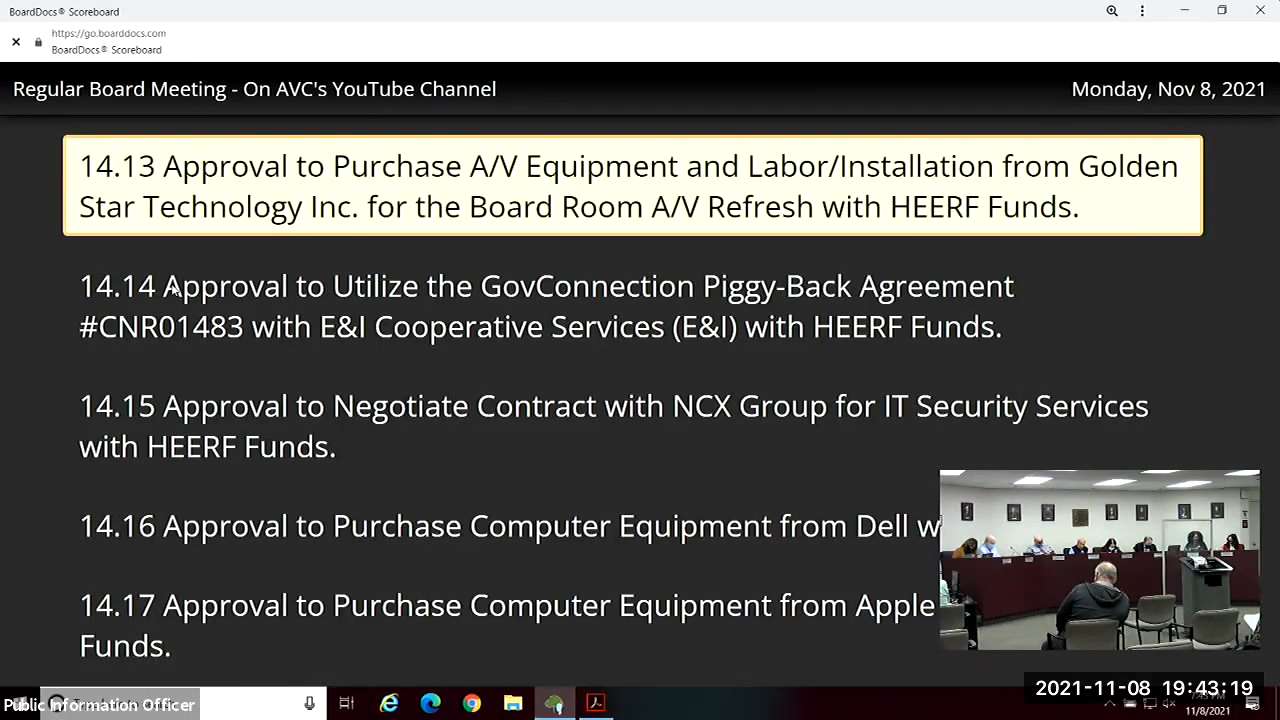 BoardDocs® Scoreboard
https://go.boarddocs.com
BoardDocs® Scoreboard
Regular Board Meeting - On AVC's YouTube Channel
Monday, Nov 8, 2021
14.13 Approval to Purchase A/V Equipment and Labor/Installation from Golden
Star Technology Inc. for the Board Room A/V Refresh with HEERF Funds.
14.14 Approval to Utilize the GovConnection Piggy-Back Agreement
#CNR01483 with E&I Cooperative Services (E&I) with HEERF Funds.
14.15 Approval to Negotiate Contract with NCX Group for IT Security Services
with HEERF Funds.
14.16 Approval to Purchase Computer Equipment from Dell w
14.17 Approval to Purchase Computer Equipment from Apple
Funds.
Public Information Officer
2021-11-08 19:43:19
11/8/2021